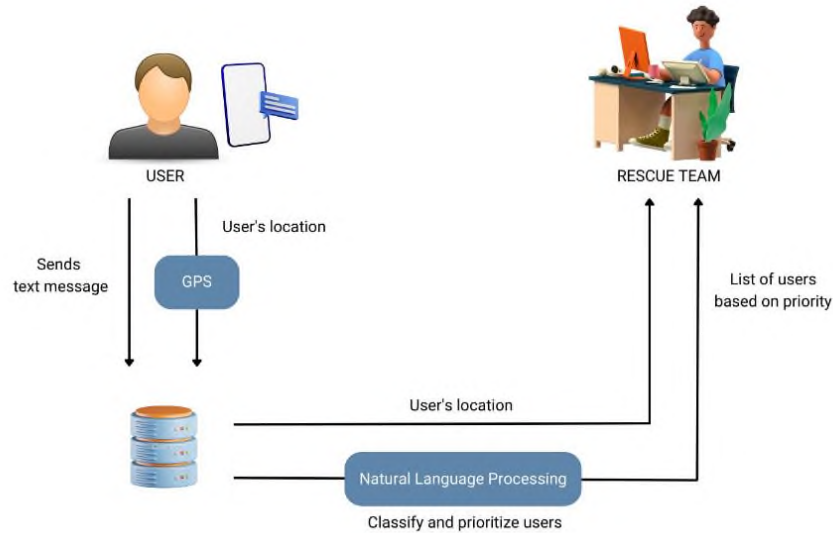 USER
RESCUE TEAM
User's location
GPS
Sends
text message
List of users
based on priority
User's location
Natural Language Processing
Classify and prioritize users